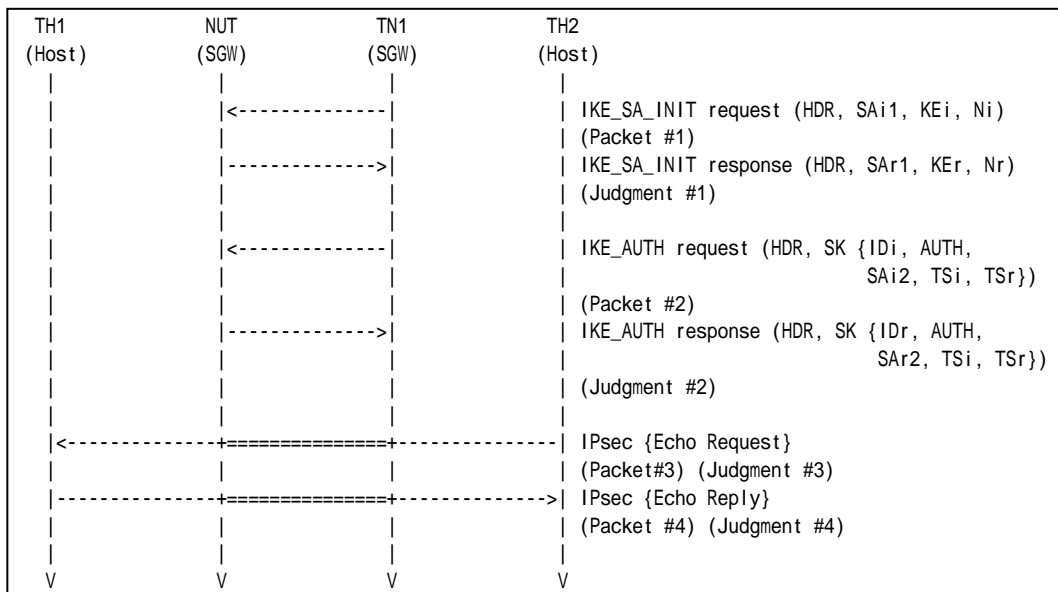 TH1 NUT TN1 TH2
(Host) (SGW) (SGW) (Host)
| | | |
| |<--------------| | IKE_SA_INIT request (HDR, SAi1, KEi, Ni)
| | | | (Packet #1)
| |-------------->| | IKE_SA_INIT response (HDR, SAr1, KEr, Nr)
| | | | (Judgment #1)
| | | |
| |<--------------| | IKE_AUTH request (HDR, SK {IDi, AUTH,
| | | | SAi2, TSi, TSr})
| | | | (Packet #2)
| |-------------->| | IKE_AUTH response (HDR, SK {IDr, AUTH,
| | | | SAr2, TSi, TSr})
| | | | (Judgment #2)
| | | |
|<--------------+===============+--------------| IPsec {Echo Request}
| | | | (Packet#3) (Judgment #3)
|---------------+===============+------------->| IPsec {Echo Reply}
| | | | (Packet #4) (Judgment #4)
| | | |
V V V V